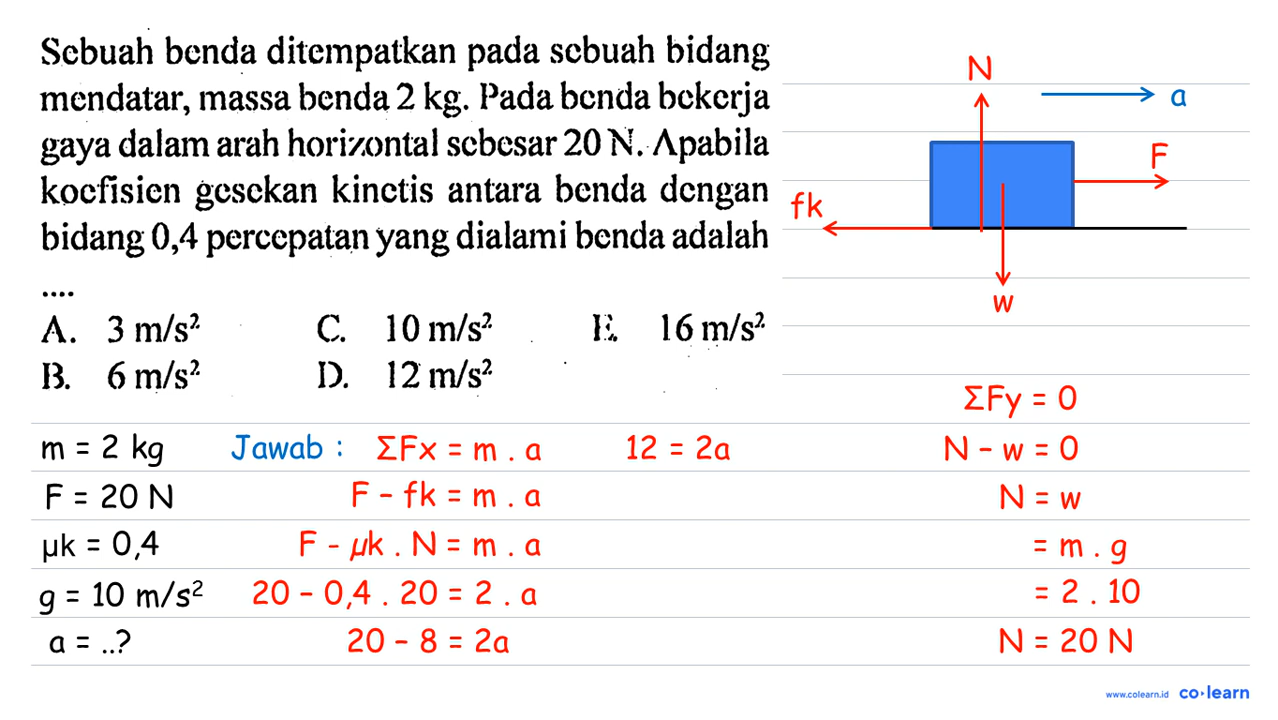 Sebuah benda ditempatkan pada sebuah bidang
mendatar, massa benda 2 kg. Pada benda bekerja
gaya dalam arah horizontal sebesar 20 N. Apabila
koefisien gesekan kinetis antara benda dengan
bidang 0,4 percepatan yang dialami benda adalah
....
A. 3 m/s² C. 10 m/s² E. 16 m/s²
B. 6 m/s² D. 12 m/s²
N
a
F
fk
w
m = 2 kg
F = 20 N
μk = 0,4
g = 10 m/s²
a = ..?
Jawab : ΣFx = m . a
F - fk = m . a
F - μk . N = m . a
20 - 0,4 . 20 = 2 . a
20 - 8 = 2a
12 = 2a
ΣFy = 0
N - w = 0
N = w
= m . g
= 2 . 10
N = 20 N
www.colearn.id co·learn